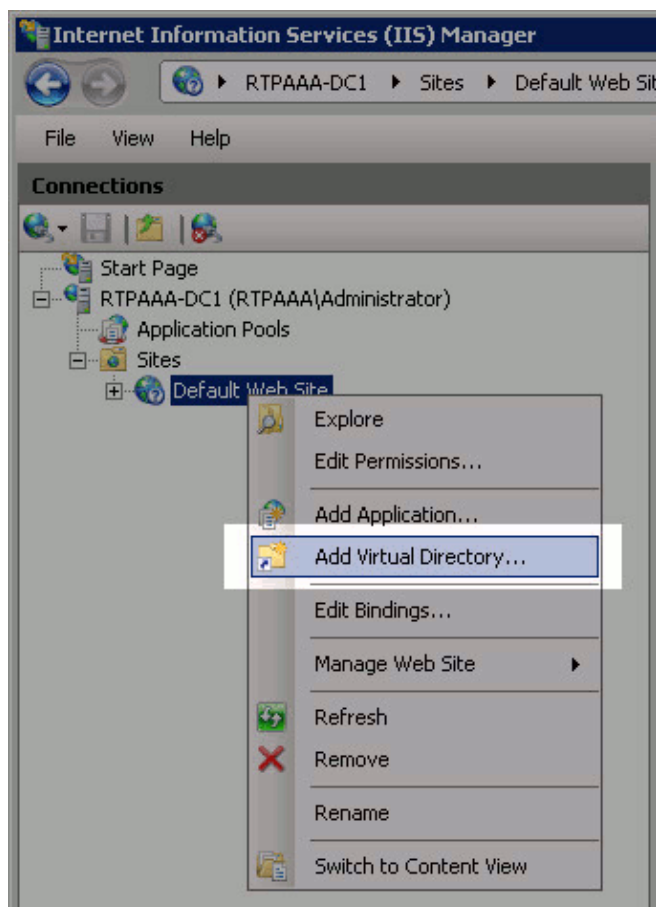 Internet Information Services (IIS) Manager
RTPAAA-DC1 Sites Default Web Sit
File View Help
Connections
Start Page
RTPAAA-DC1 (RTPAAA\Administrator)
Application Pools
Sites
Default Web Site
Explore
Edit Permissions...
Add Application...
Add Virtual Directory...
Edit Bindings...
Manage Web Site
Refresh
Remove
Rename
Switch to Content View